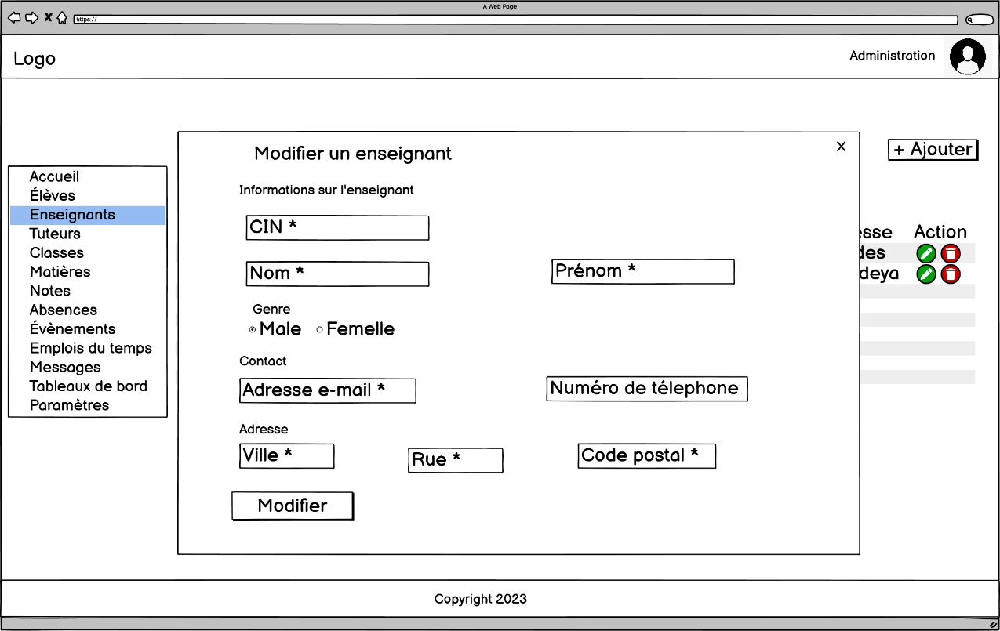 A Web Page
https://
Logo
Administration
Modifier un enseignant
X
+ Ajouter
Informations sur l'enseignant
Accueil
Élèves
Enseignants
Tuteurs
Classes
Matières
Notes
Absences
Évènements
Emplois du temps
Messages
Tableaux de bord
Paramètres
CIN *
Nom *
Prénom *
Genre
Male
Femelle
Contact
Adresse e-mail *
Numéro de télephone
Adresse
Ville *
Rue *
Code postal *
Modifier
esse Action
des
deya
Copyright 2023